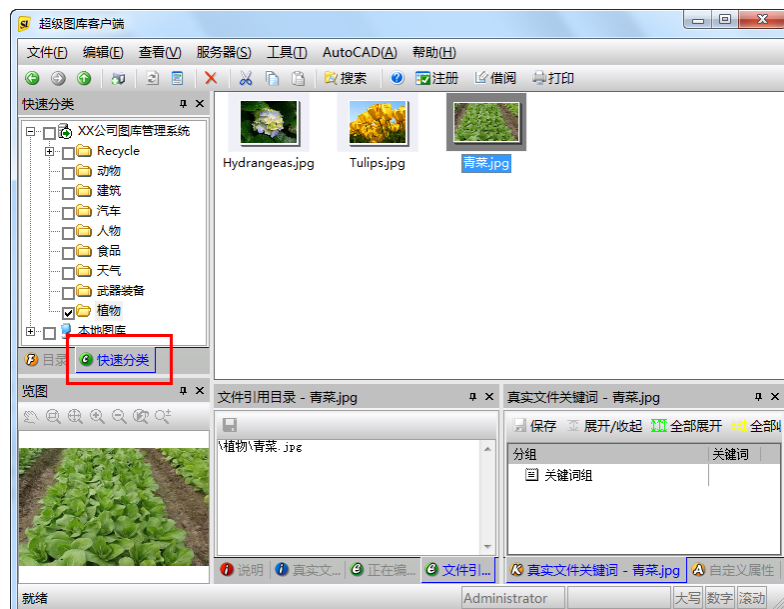 超级图库客户端
文件(F) 编辑(E) 查看(V) 服务器(S) 工具(T) AutoCAD(A) 帮助(H)
搜索 注册 借阅 打印
快速分类
XX公司图库管理系统
Recycle
动物
建筑
汽车
人物
食品
天气
武器装备
植物
本地图库
目录 快速分类
Hydrangeas.jpg Tulips.jpg 青菜.jpg
览图
文件引用目录 - 青菜.jpg
\植物\青菜.jpg
说明 真实文... 正在编... 文件引...
真实文件关键词 - 青菜.jpg
保存 展开/收起 全部展开 全部
分组 关键词
关键词组
真实文件关键词 - 青菜.jpg 自定义属性
就绪 Administrator 大写 数字 滚动